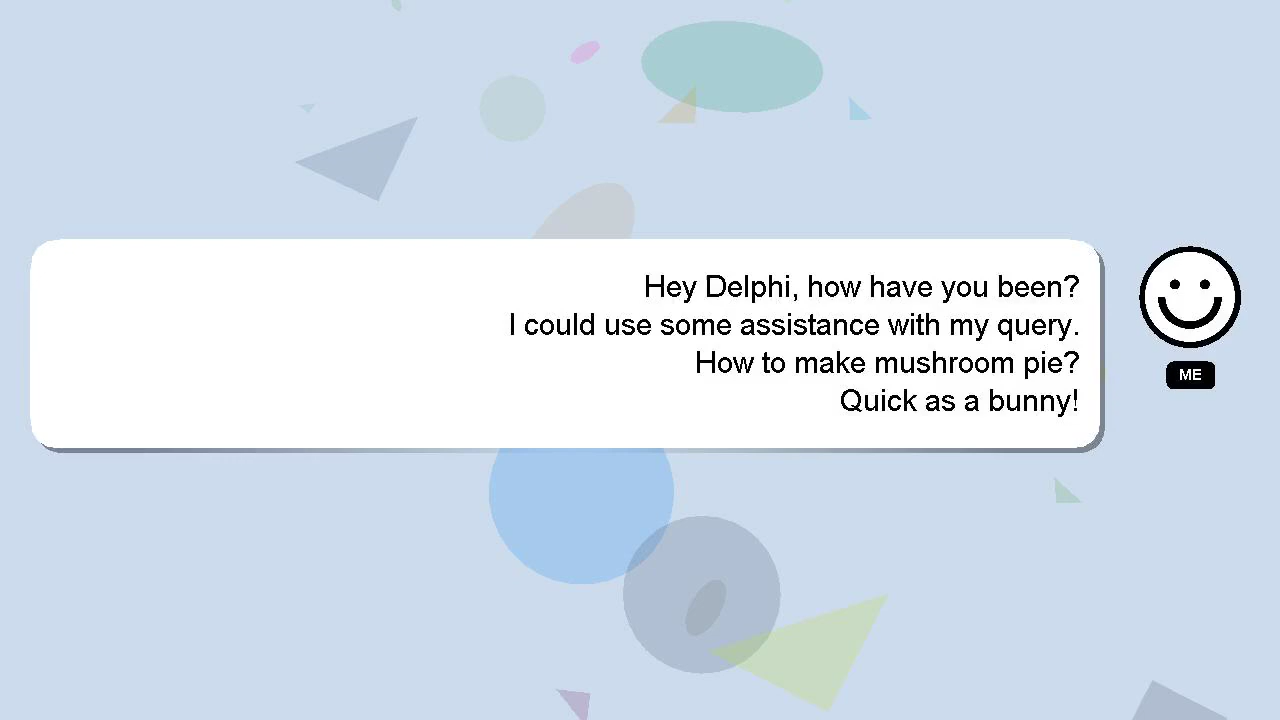 Hey Delphi, how have you been?
I could use some assistance with my query.
How to make mushroom pie?
Quick as a bunny!
ME